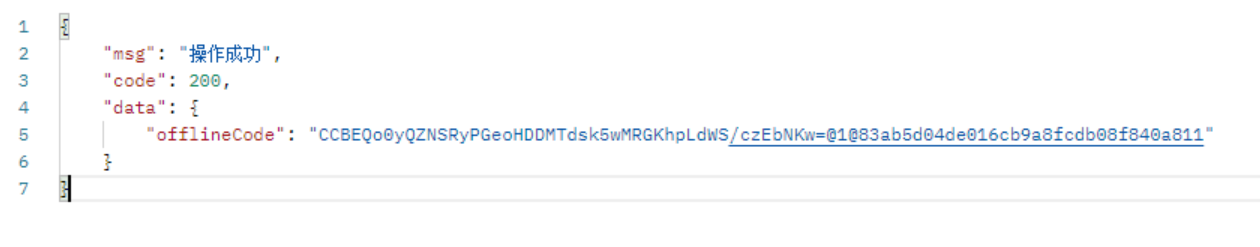 1 {
2 "msg": "操作成功",
3 "code": 200,
4 "data": {
5 "offlineCode": "CCBEQo0yQZNSRyPGeoHDDMTdsk5wMRGKhpLdWS/czEbNKw=@1@83ab5d04de016cb9a8fcdb08f840a811"
6 }
7 }